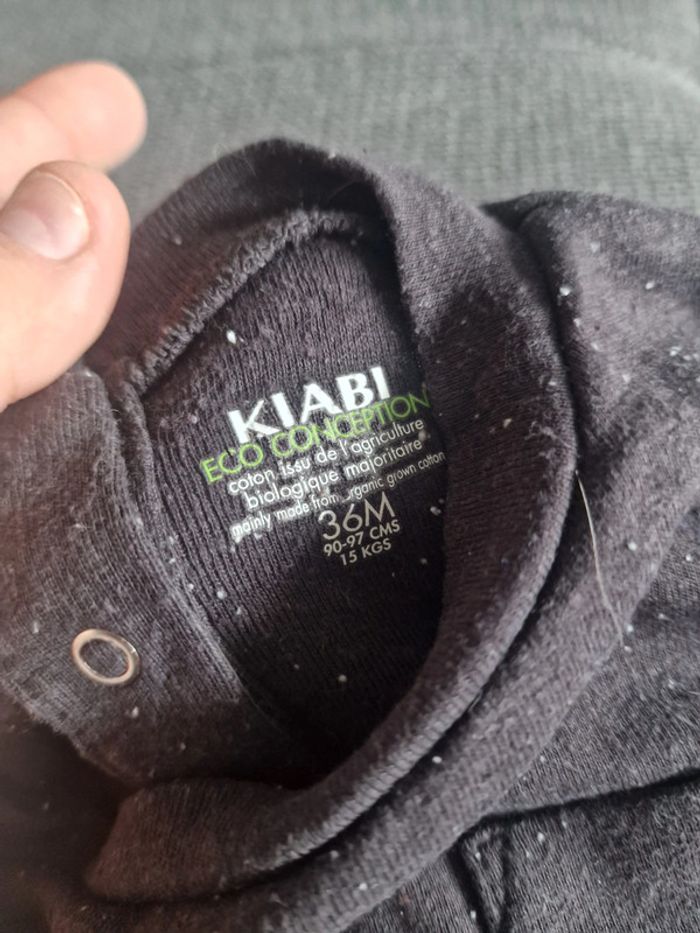 KIABI
ECO CONCEPTION
coton issu de l'agriculture
biologique majoritaire
mainly made from organic grown cotton
36M
90-97 CMS
15 KGS